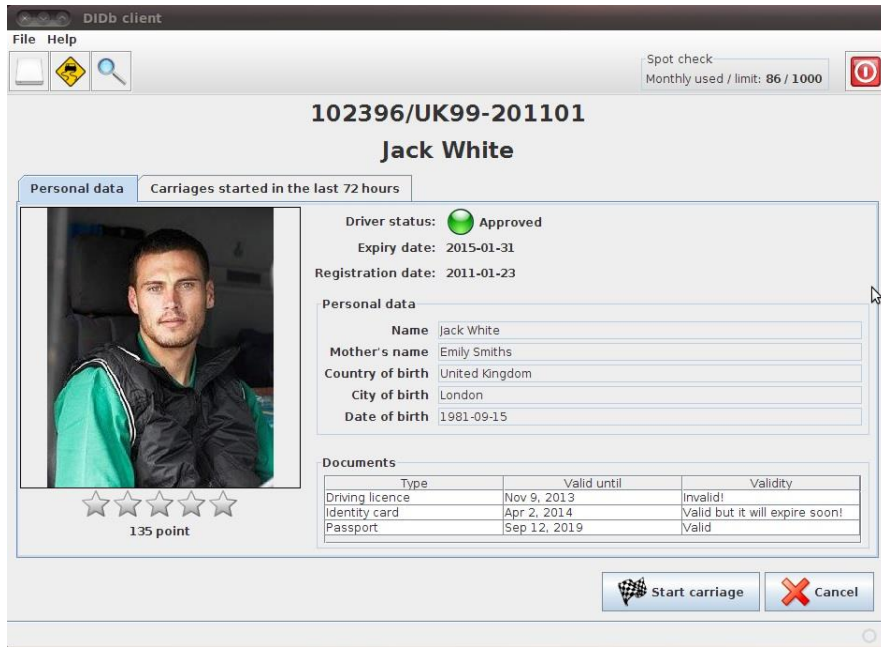 DIDb client
File Help
Spot check
Monthly used / limit: 86 / 1000
102396/UK99-201101
Jack White
Personal data Carriages started in the last 72 hours
Driver status: Approved
Expiry date: 2015-01-31
Registration date: 2011-01-23
Personal data
Name Jack White
Mother's name Emily Smiths
Country of birth United Kingdom
City of birth London
Date of birth 1981-09-15
Documents
Type Valid until Validity
Driving licence Nov 9, 2013 Invalid!
Identity card Apr 2, 2014 Valid but it will expire soon!
Passport Sep 12, 2019 Valid
135 point
Start carriage Cancel